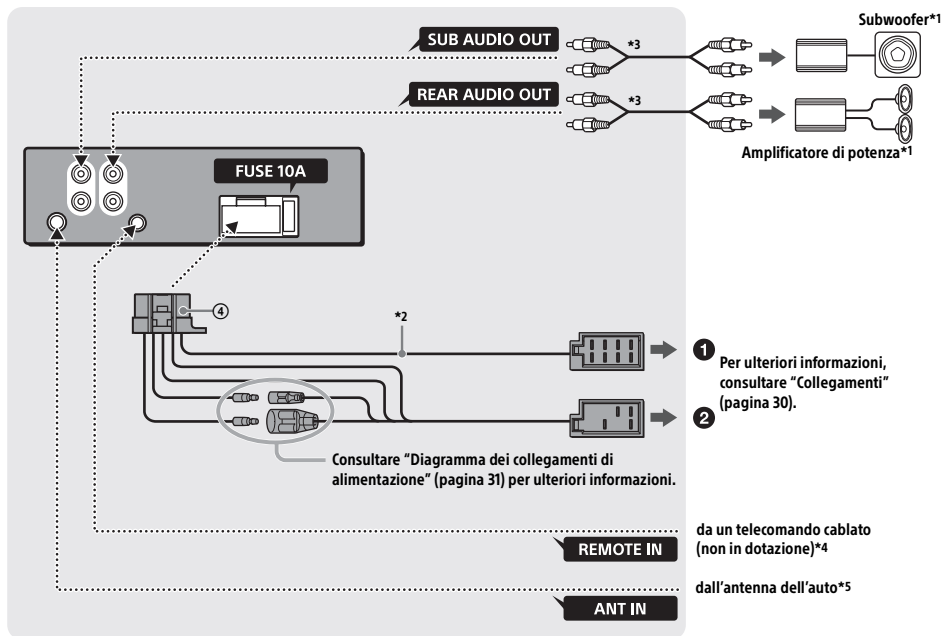 Subwoofer*1
SUB AUDIO OUT
*3
REAR AUDIO OUT
*3
Amplificatore di potenza*1
FUSE 10A
④
*2
❶
Per ulteriori informazioni,
consultare “Collegamenti”
(pagina 30).
❷
Consultare “Diagramma dei collegamenti di
alimentazione” (pagina 31) per ulteriori informazioni.
da un telecomando cablato
(non in dotazione)*4
REMOTE IN
dall'antenna dell'auto*5
ANT IN